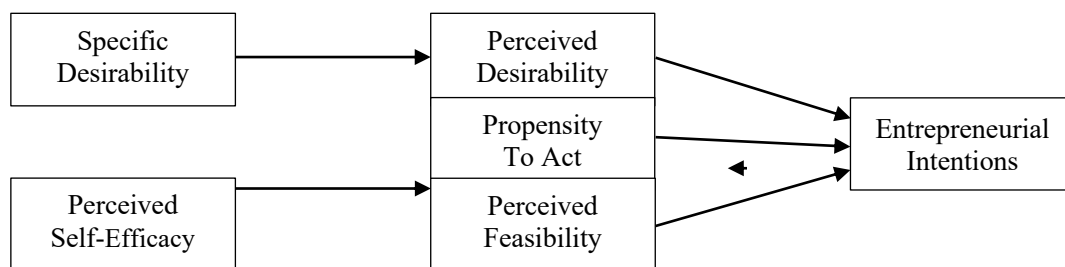 Specific
Desirability
Perceived
Desirability
Propensity
To Act
Entrepreneurial
Intentions
Perceived
Self-Efficacy
Perceived
Feasibility